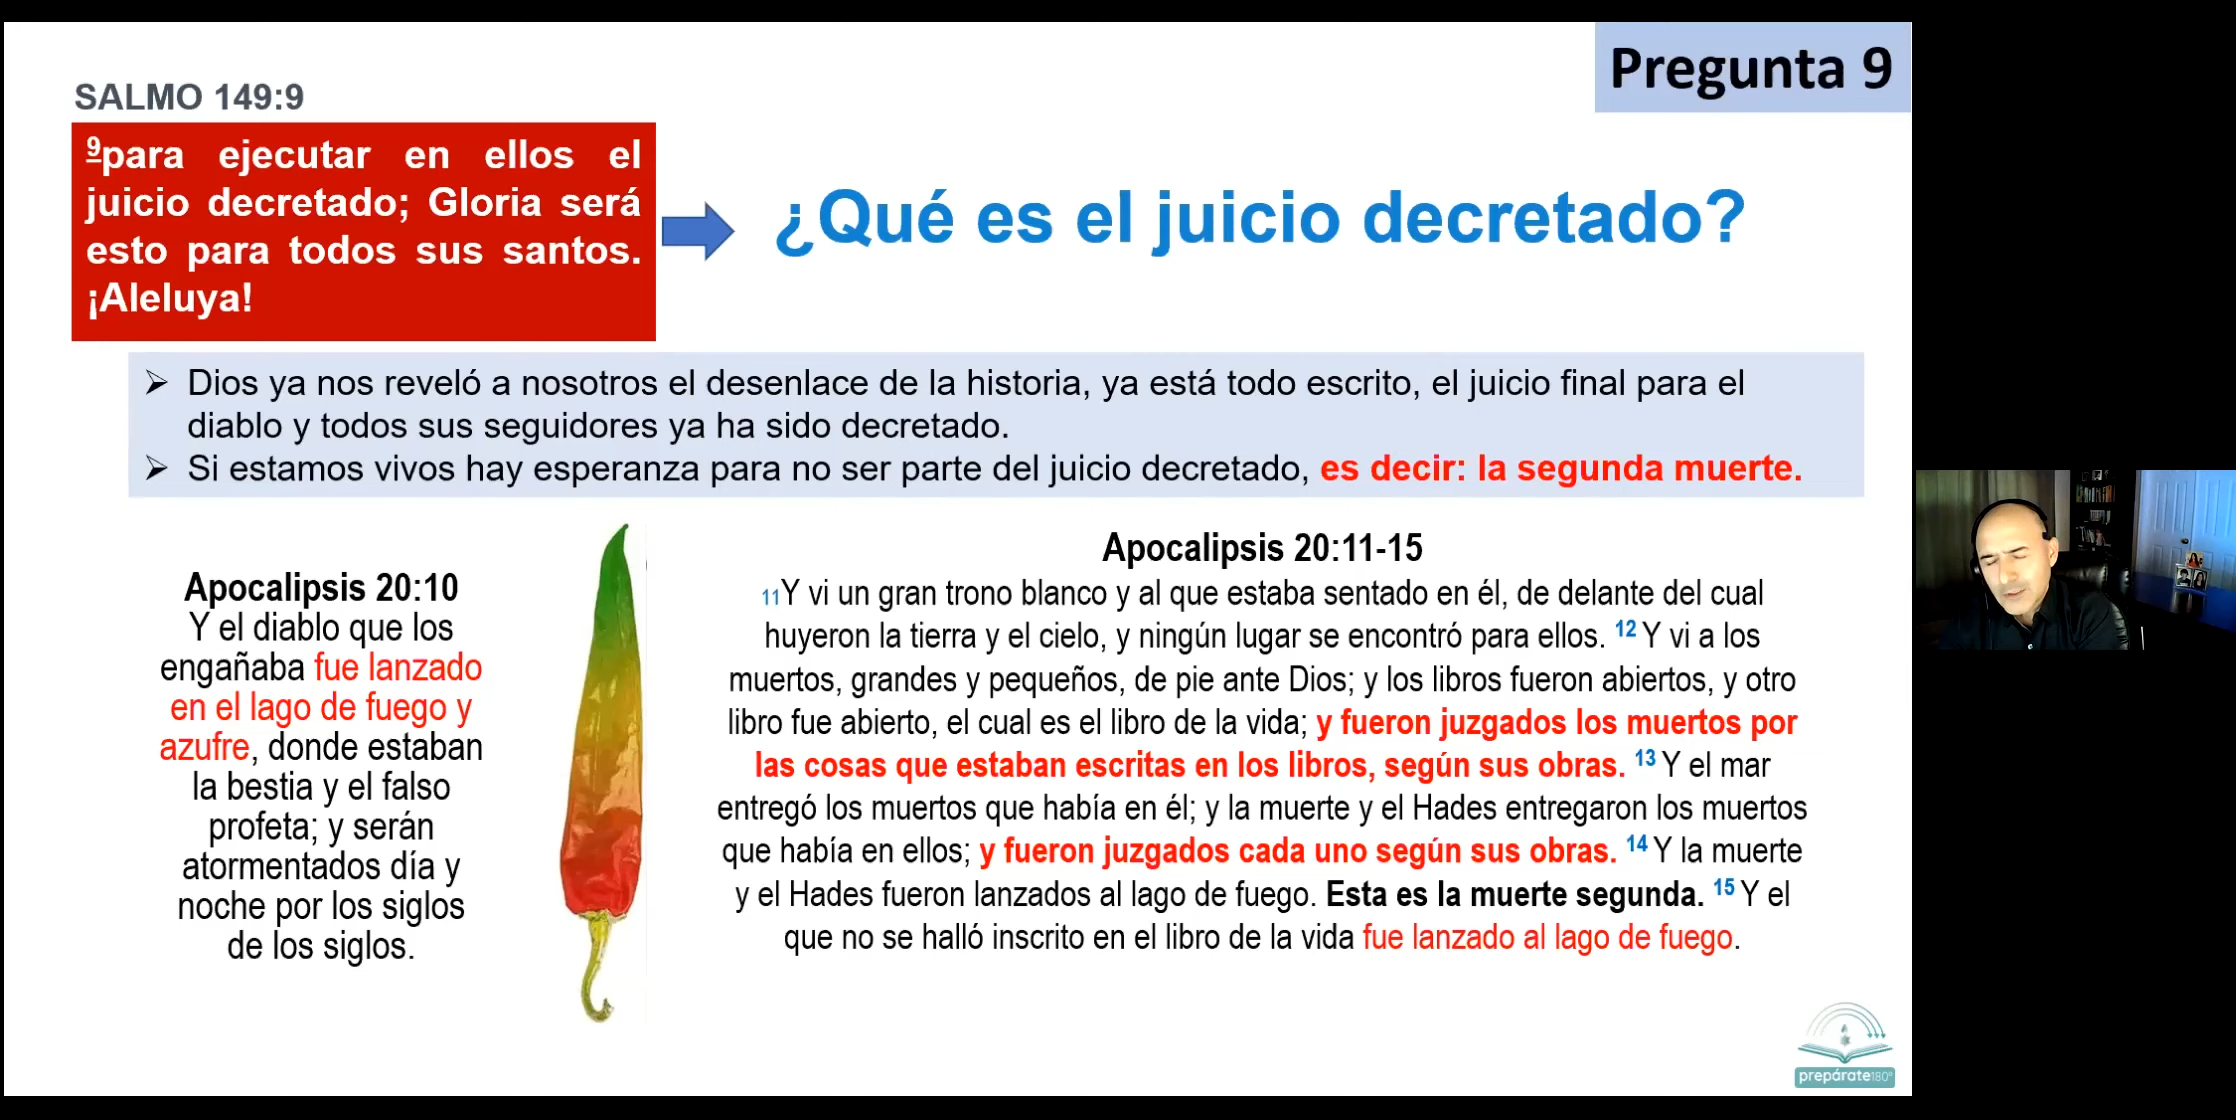 Pregunta 9
SALMO 149:9
9para ejecutar en ellos el
juicio decretado; Gloria será
esto para todos sus santos.
¡Aleluya!
¿Qué es el juicio decretado?
Dios ya nos reveló a nosotros el desenlace de la historia, ya está todo escrito, el juicio final para el
diablo y todos sus seguidores ya ha sido decretado.
Si estamos vivos hay esperanza para no ser parte del juicio decretado, es decir: la segunda muerte.
Apocalipsis 20:10
Y el diablo que los
engañaba fue lanzado
en el lago de fuego y
azufre, donde estaban
la bestia y el falso
profeta; y serán
atormentados día y
noche por los siglos
de los siglos.
Apocalipsis 20:11-15
11Y vi un gran trono blanco y al que estaba sentado en él, de delante del cual
huyeron la tierra y el cielo, y ningún lugar se encontró para ellos. 12 Y vi a los
muertos, grandes y pequeños, de pie ante Dios; y los libros fueron abiertos, y otro
libro fue abierto, el cual es el libro de la vida; y fueron juzgados los muertos por
las cosas que estaban escritas en los libros, según sus obras. 13 Y el mar
entregó los muertos que había en él; y la muerte y el Hades entregaron los muertos
que había en ellos; y fueron juzgados cada uno según sus obras. 14 Y la muerte
y el Hades fueron lanzados al lago de fuego. Esta es la muerte segunda. 15 Y el
que no se halló inscrito en el libro de la vida fue lanzado al lago de fuego.
prepárate180°